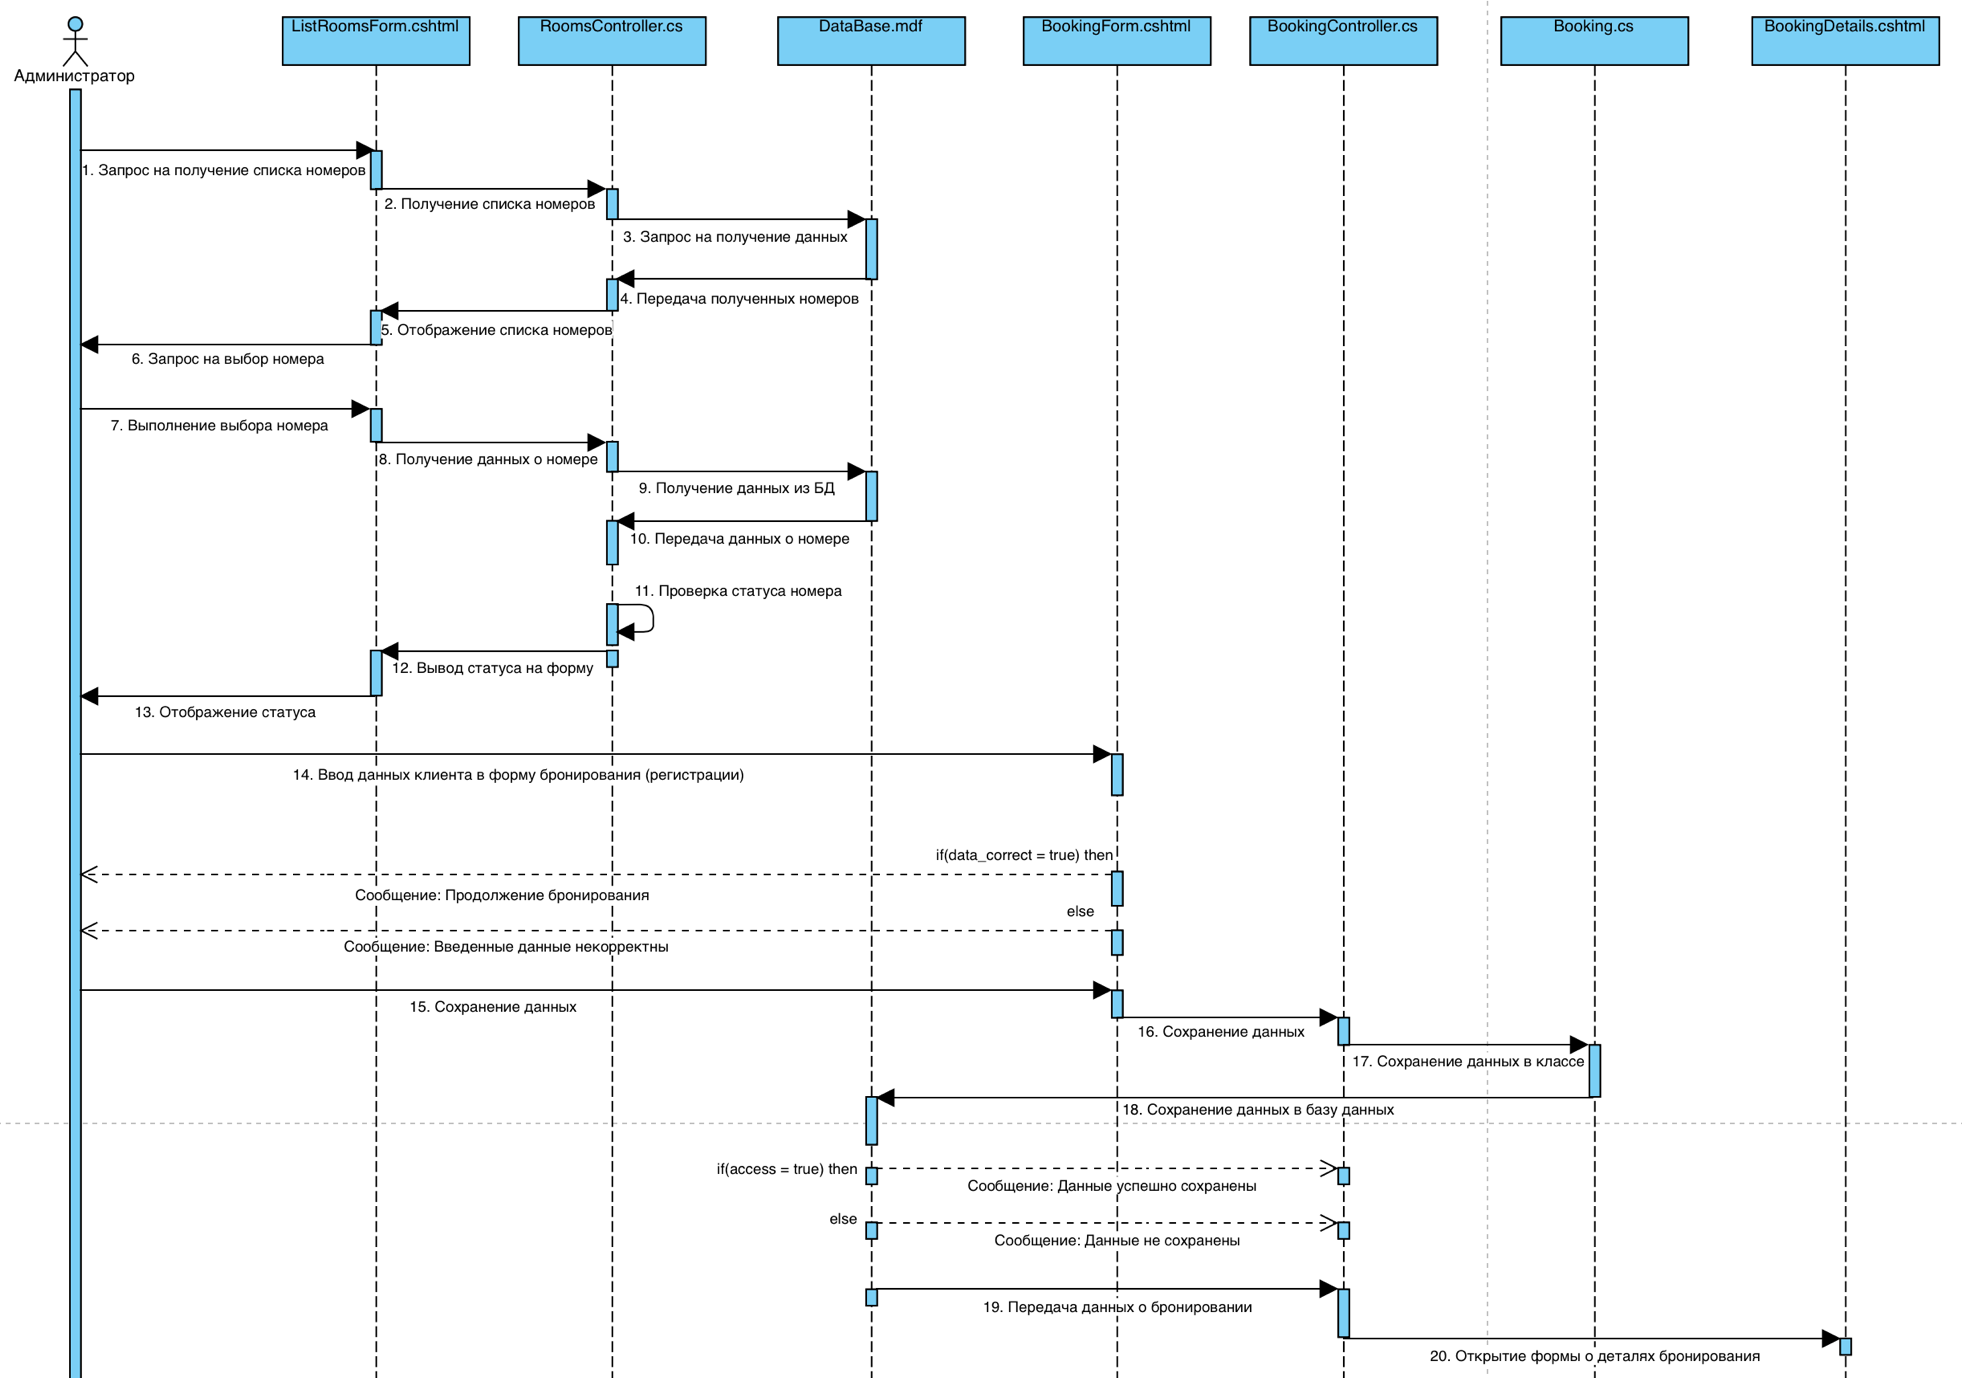 ListRoomsForm.cshtml
RoomsController.cs
DataBase.mdf
BookingForm.cshtml
BookingController.cs
Booking.cs
BookingDetails.cshtml
Администратор
1. Запрос на получение списка номеров
2. Получение списка номеров
3. Запрос на получение данных
4. Передача полученных номеров
5. Отображение списка номеров
6. Запрос на выбор номера
7. Выполнение выбора номера
8. Получение данных о номере
9. Получение данных из БД
10. Передача данных о номере
11. Проверка статуса номера
12. Вывод статуса на форму
13. Отображение статуса
14. Ввод данных клиента в форму бронирования (регистрации)
if(data_correct = true) then
Сообщение: Продолжение бронирования
else
Сообщение: Введенные данные некорректны
15. Сохранение данных
16. Сохранение данных
17. Сохранение данных в классе
18. Сохранение данных в базу данных
if(access = true) then
Сообщение: Данные успешно сохранены
else
Сообщение: Данные не сохранены
19. Передача данных о бронировании
20. Открытие формы о деталях бронирования